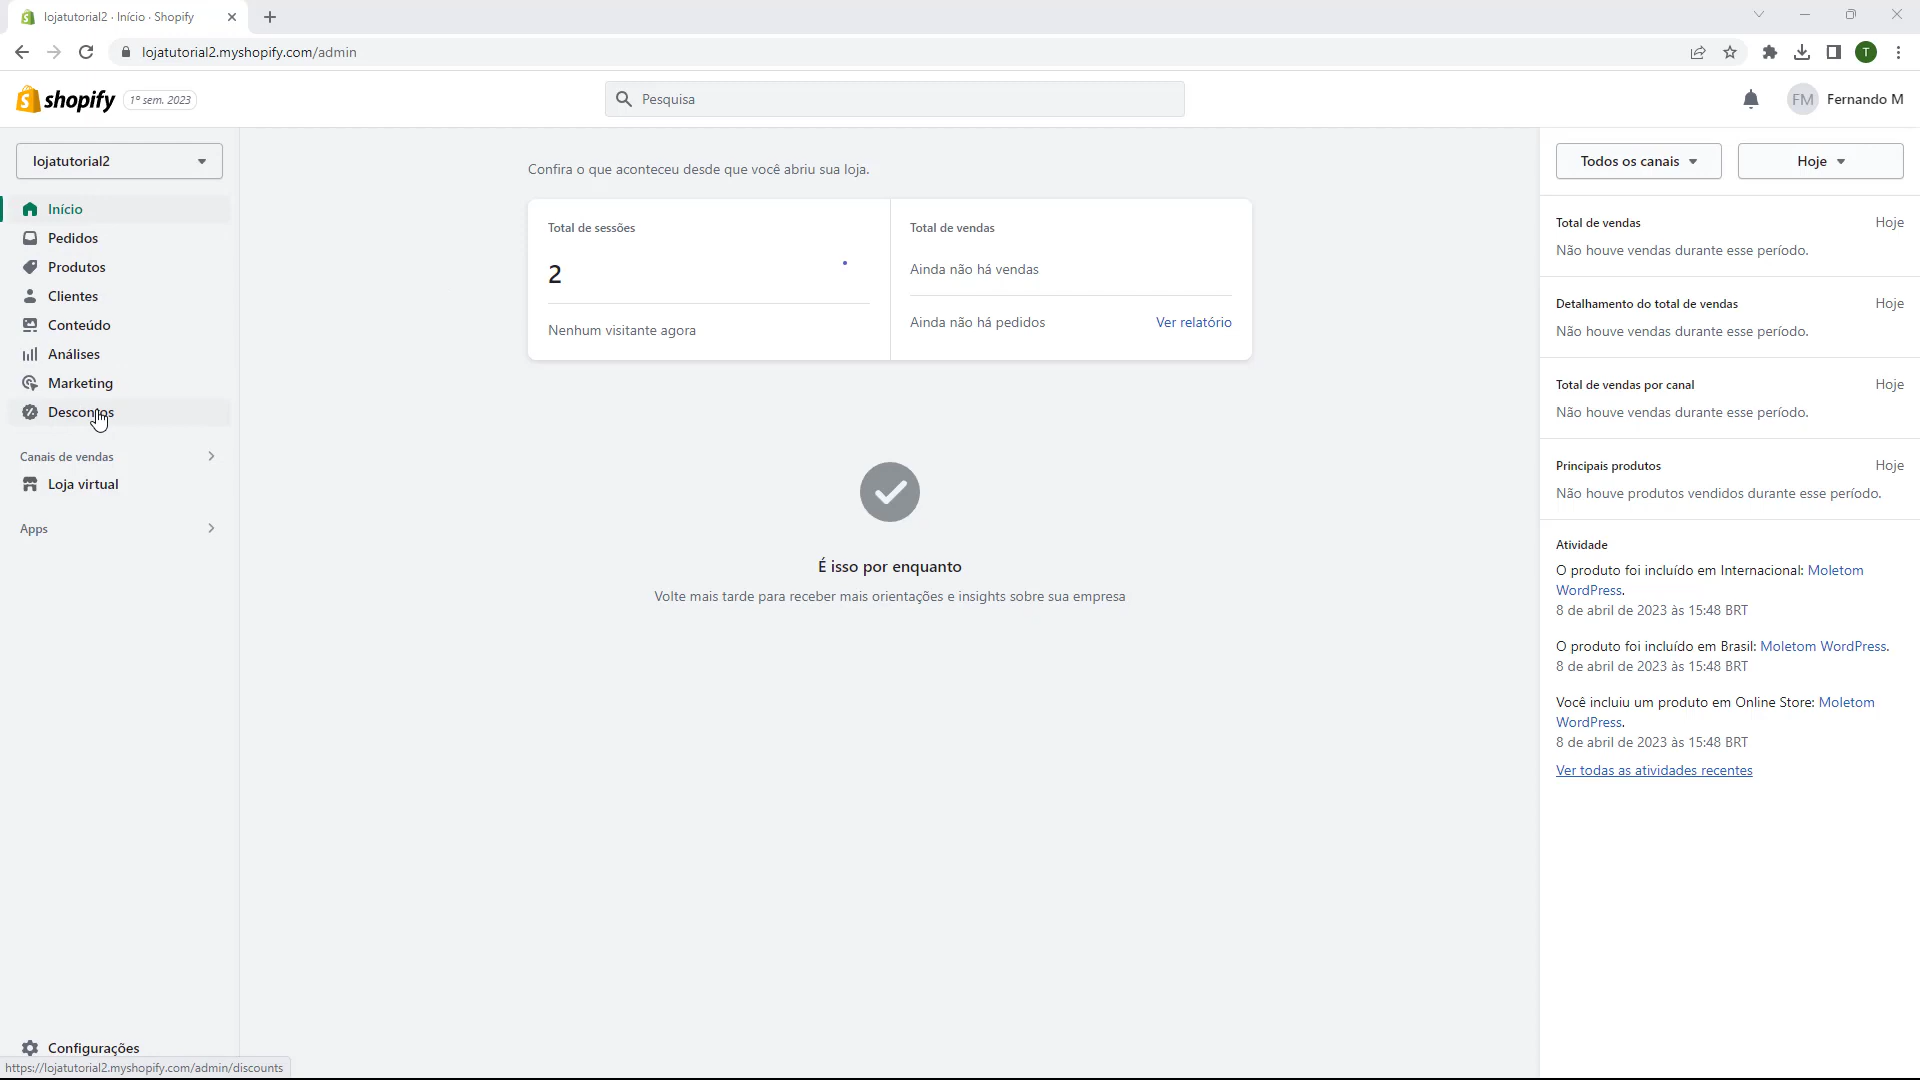 lojatutorial2 · Início · Shopify
lojatutorial2.myshopify.com/admin
T
shopify
1º sem. 2023
Pesquisa
FM
Fernando M
lojatutorial2
Início
Pedidos
Produtos
Clientes
Conteúdo
Análises
Marketing
Descontos
Canais de vendas
Loja virtual
Apps
Configurações
https://lojatutorial2.myshopify.com/admin/discounts
Confira o que aconteceu desde que você abriu sua loja.
Total de sessões
2
Nenhum visitante agora
Total de vendas
Ainda não há vendas
Ainda não há pedidos
Ver relatório
É isso por enquanto
Volte mais tarde para receber mais orientações e insights sobre sua empresa
Todos os canais
Hoje
Total de vendas
Hoje
Não houve vendas durante esse período.
Detalhamento do total de vendas
Hoje
Não houve vendas durante esse período.
Total de vendas por canal
Hoje
Não houve vendas durante esse período.
Principais produtos
Hoje
Não houve produtos vendidos durante esse período.
Atividade
O produto foi incluído em Internacional: Moletom
WordPress.
8 de abril de 2023 às 15:48 BRT
O produto foi incluído em Brasil: Moletom WordPress.
8 de abril de 2023 às 15:48 BRT
Você incluiu um produto em Online Store: Moletom
WordPress.
8 de abril de 2023 às 15:48 BRT
Ver todas as atividades recentes